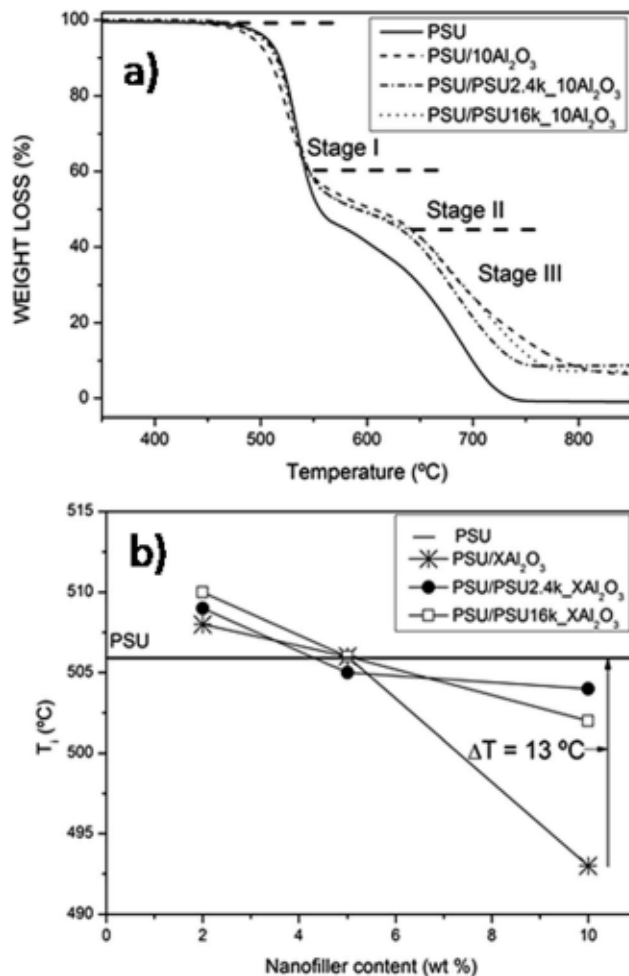 a)
PSU
PSU/10Al₂O₃
PSU/PSU2.4k_10Al₂O₃
PSU/PSU16k_10Al₂O₃
Stage I
Stage II
Stage III
WEIGHT LOSS (%)
100
80
60
40
20
0
400 500 600 700 800
Temperature (ºC)
b)
PSU
PSU/XAl₂O₃
PSU/PSU2.4k_XAl₂O₃
PSU/PSU16k_XAl₂O₃
PSU
ΔT = 13 ºC
Tᵢ (ºC)
515
510
505
500
495
490
0 2 4 6 8 10
Nanofiller content (wt %)